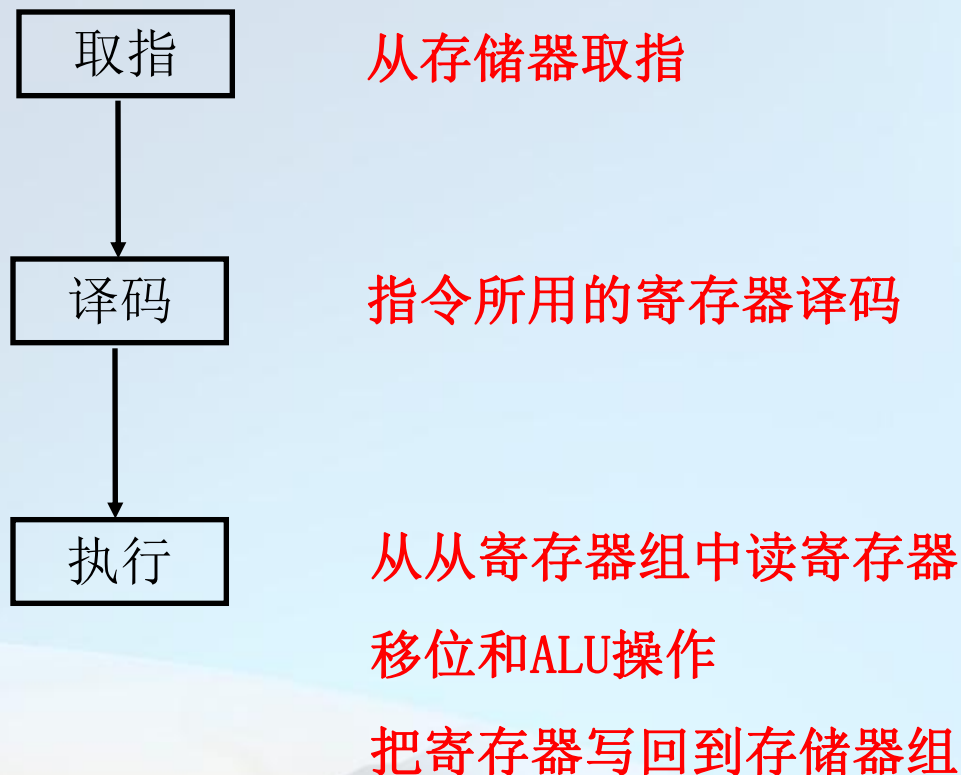 取指
从存储器取指
译码
指令所用的寄存器译码
执行
从从寄存器组中读寄存器
移位和ALU操作
把寄存器写回到存储器组